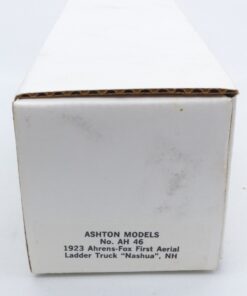 ASHTON MODELS
No. AH 46
1923 Ahrens-Fox First Aerial
Ladder Truck "Nashua", NH